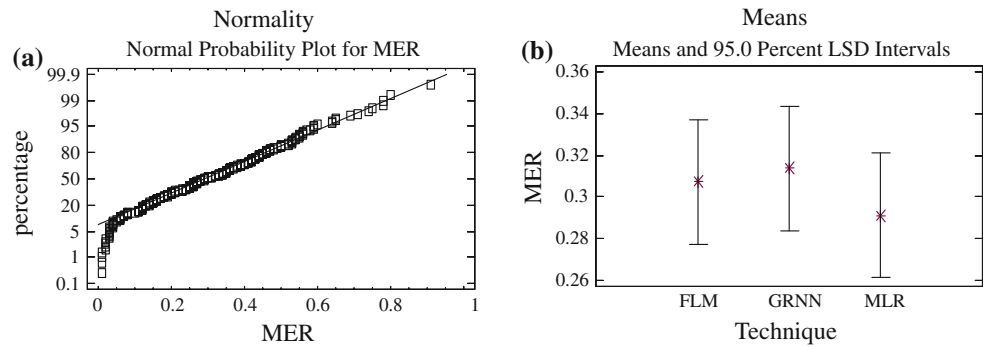 Normality
(a)
Normal Probability Plot for MER
percentage
99.9
99
95
80
50
20
5
1
0.1
0
0.2
0.4
0.6
0.8
1
MER
Means
(b)
Means and 95.0 Percent LSD Intervals
MER
0.36
0.34
0.32
0.3
0.28
0.26
FLM
GRNN
MLR
Technique